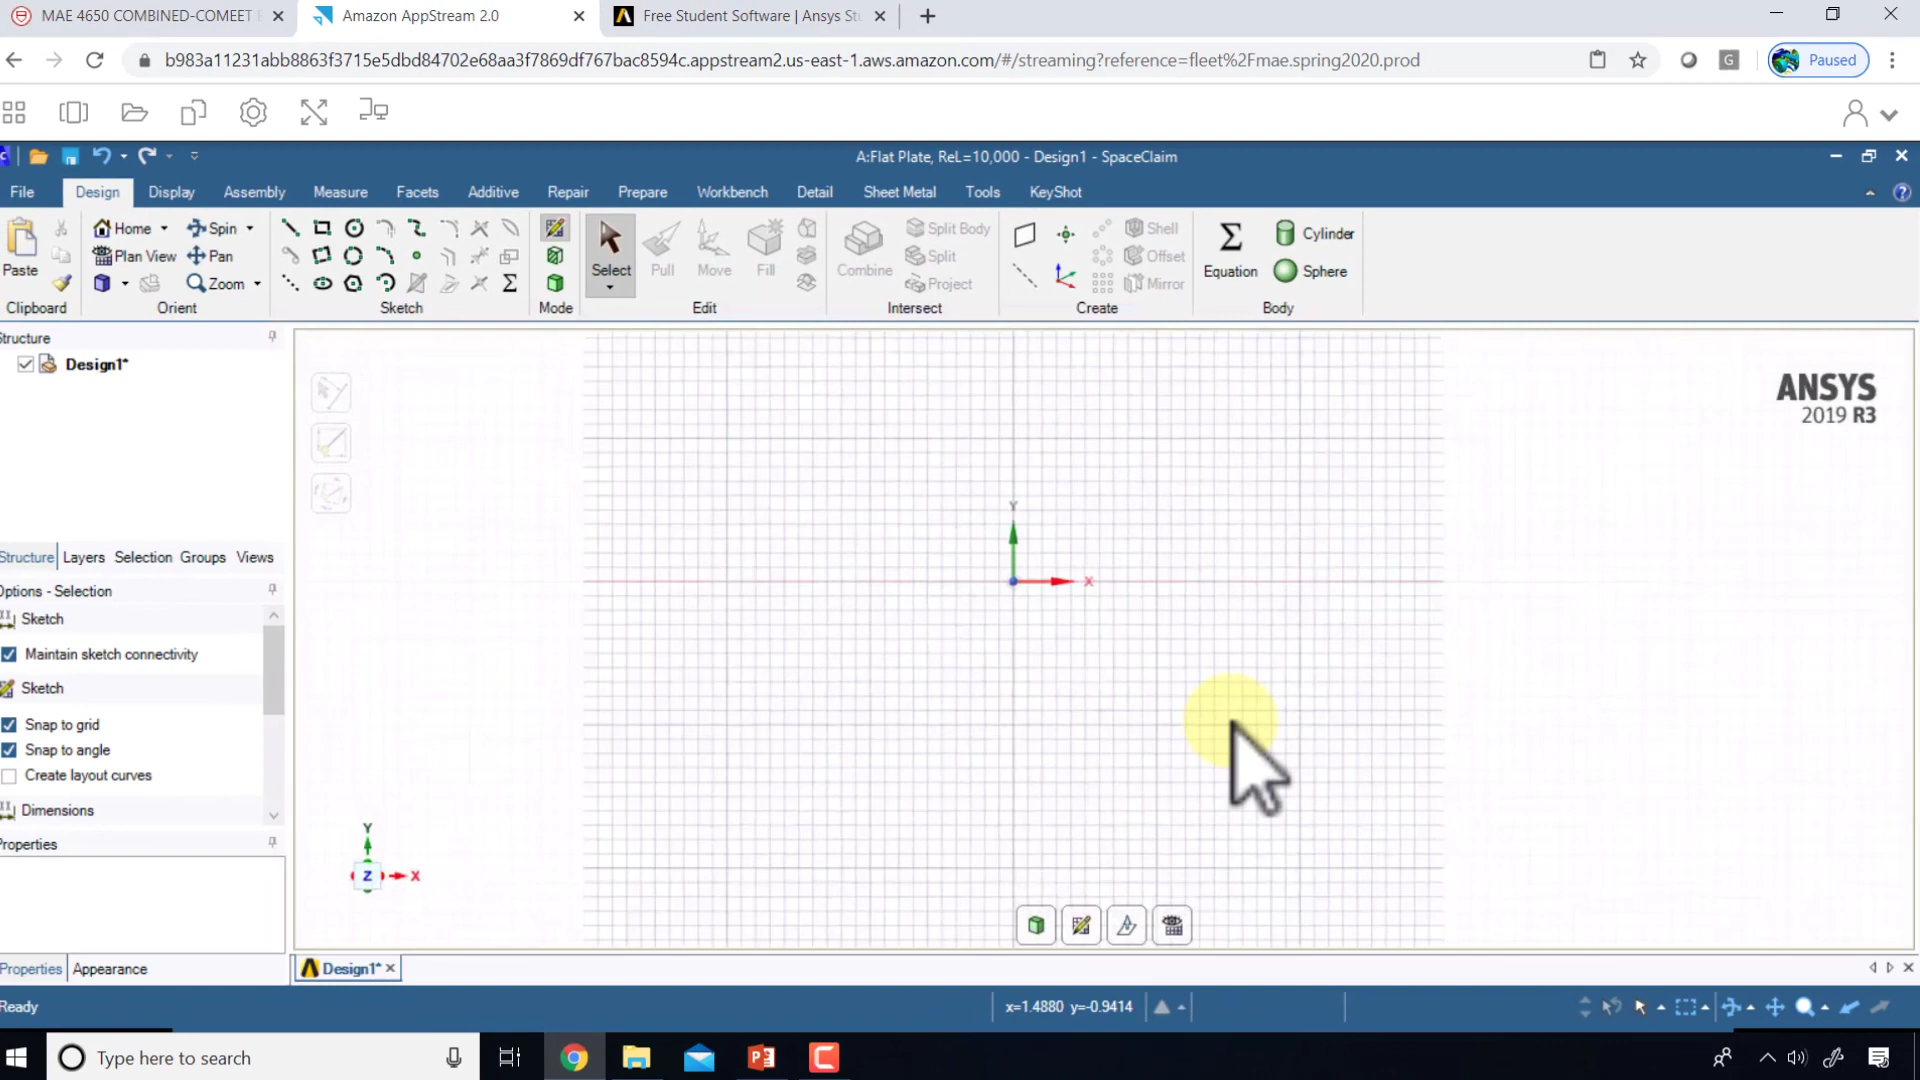 MAE 4650 COMBINED-COMEET
Amazon AppStream 2.0
Free Student Software | Ansys Stu
b983a11231abb8863f3715e5dbd84702e68aa3f7869df767bac8594c.appstream2.us-east-1.aws.amazon.com/#/streaming?reference=fleet%2Fmae.spring2020.prod
G
Paused
A:Flat Plate, ReL=10,000 - Design1 - SpaceClaim
File Design Display Assembly Measure Facets Additive Repair Prepare Workbench Detail Sheet Metal Tools KeyShot
Home Spin
Plan View Pan
Zoom
Paste
Select Pull Move Fill
Combine
Split Body
Split
Project
Shell
Offset
Mirror
Equation
Cylinder
Sphere
Clipboard Orient Sketch Mode Edit Intersect Create Body
Structure
Design1*
ANSYS
2019 R3
Y
X
Structure Layers Selection Groups Views
Options - Selection
Sketch
Maintain sketch connectivity
Sketch
Snap to grid
Snap to angle
Create layout curves
Dimensions
Properties
Y
Z X
Properties Appearance
Design1*
Ready
x=1.4880 y=-0.9414
Type here to search